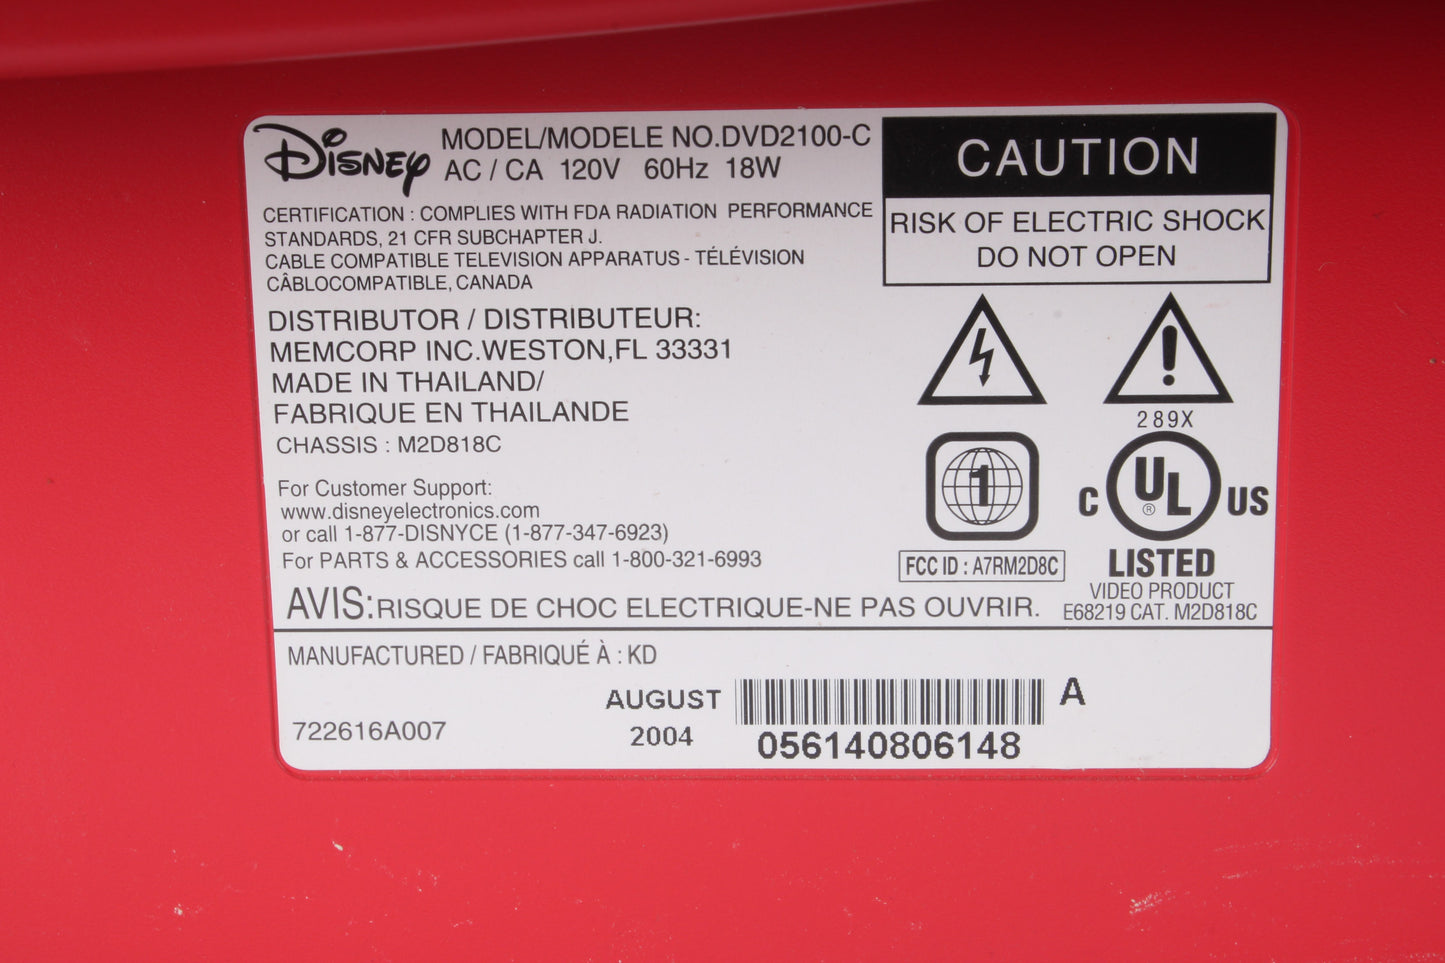 Disney
MODEL/MODELE NO.DVD2100-C
AC / CA 120V 60Hz 18W
CERTIFICATION : COMPLIES WITH FDA RADIATION PERFORMANCE
STANDARDS, 21 CFR SUBCHAPTER J.
CABLE COMPATIBLE TELEVISION APPARATUS - TÉLÉVISION
CÂBLOCOMPATIBLE, CANADA
DISTRIBUTOR / DISTRIBUTEUR:
MEMCORP INC.WESTON,FL 33331
MADE IN THAILAND/
FABRIQUE EN THAILANDE
CHASSIS : M2D818C
For Customer Support:
www.disneyelectronics.com
or call 1-877-DISNYCE (1-877-347-6923)
For PARTS & ACCESSORIES call 1-800-321-6993
CAUTION
RISK OF ELECTRIC SHOCK
DO NOT OPEN
289X
1
FCC ID : A7RM2D8C
C UL ® US
LISTED
VIDEO PRODUCT
E68219 CAT. M2D818C
AVIS:RISQUE DE CHOC ELECTRIQUE-NE PAS OUVRIR.
MANUFACTURED / FABRIQUÉ À : KD
722616A007
AUGUST
2004
A
056140806148